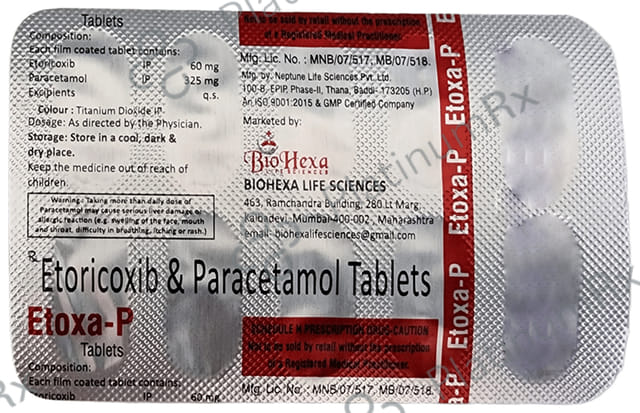 Tablets
Composition:
Each film coated tablet contains:
Etoricoxib IP 60 mg
Paracetamol IP 325 mg
Excipients q.s.
Colour : Titanium Dioxide IP
Dosage: As directed by the Physician.
Storage: Store in a cool, dark &
dry place.
Keep the medicine out of reach of
children.
Warning: Taking more than daily dose of
Paracetamol may cause serious liver damage or
allergic reaction (e.g. swelling of the face, mouth
and throat, difficulty in breathing, itching or rash.)
Not to be sold by retail without the prescription
of a Registered Medical Practitioner.
Mfg. Lic. No. : MNB/07/517, MB/07/518.
Mfg. by: Neptune Life Sciences Pvt. Ltd.
100-B, EPIP, Phase-II, Thana, Baddi- 173205 (H.P)
An ISO 9001:2015 & GMP Certified Company
Marketed by:
BIOHEXA
LIFE SCIENCES
BIOHEXA LIFE SCIENCES
463, Ramchandra Building, 280 Lt Marg,
Kalbadevi, Mumbai-400-002, Maharashtra
email- biohexalifesciences@gmail.com
Rx Etoricoxib & Paracetamol Tablets
Etoxa-P
Tablets
Composition:
Each film coated tablet contains:
Etoricoxib IP 60 mg
SCHEDULE H PRESCRIPTION DRUG-CAUTION
Not to be sold by retail without the prescription
of a Registered Medical Practitioner.
Mfg. Lic. No. : MNB/07/517, MB/07/518.
Etoxa-P
Etoxa-P
Etoxa-P
a-P
PlatinumRx